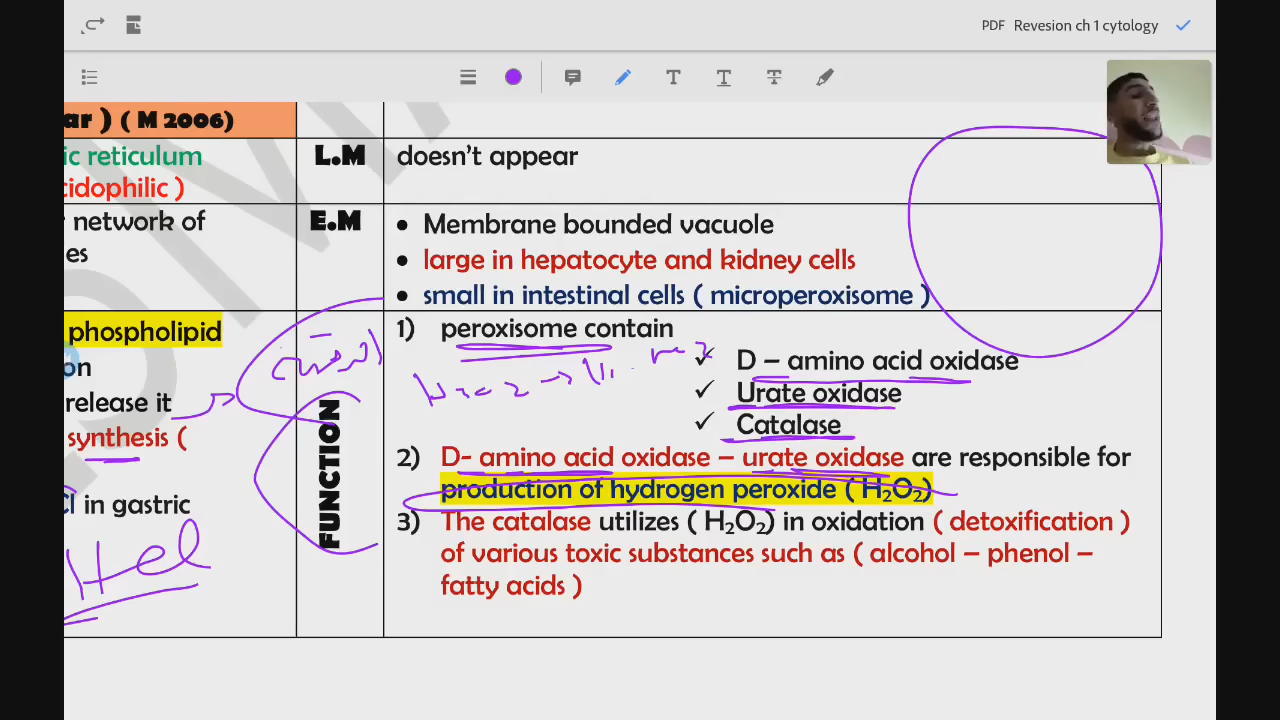 PDF Revesion ch 1 cytology
ar ) ( M 2006)
ic reticulum
cidophilic )
network of
es
phospholipid
on
release it
synthesis (
Cl in gastric
Hcl
L.M
doesn't appear
E.M
• Membrane bounded vacuole
• large in hepatocyte and kidney cells
• small in intestinal cells ( microperoxisome )
FUNCTION
1) peroxisome contain
✓ D – amino acid oxidase
✓ Urate oxidase
✓ Catalase
2) D- amino acid oxidase – urate oxidase are responsible for
production of hydrogen peroxide ( H₂O₂)
3) The catalase utilizes ( H₂O₂) in oxidation ( detoxification )
of various toxic substances such as ( alcohol – phenol –
fatty acids )